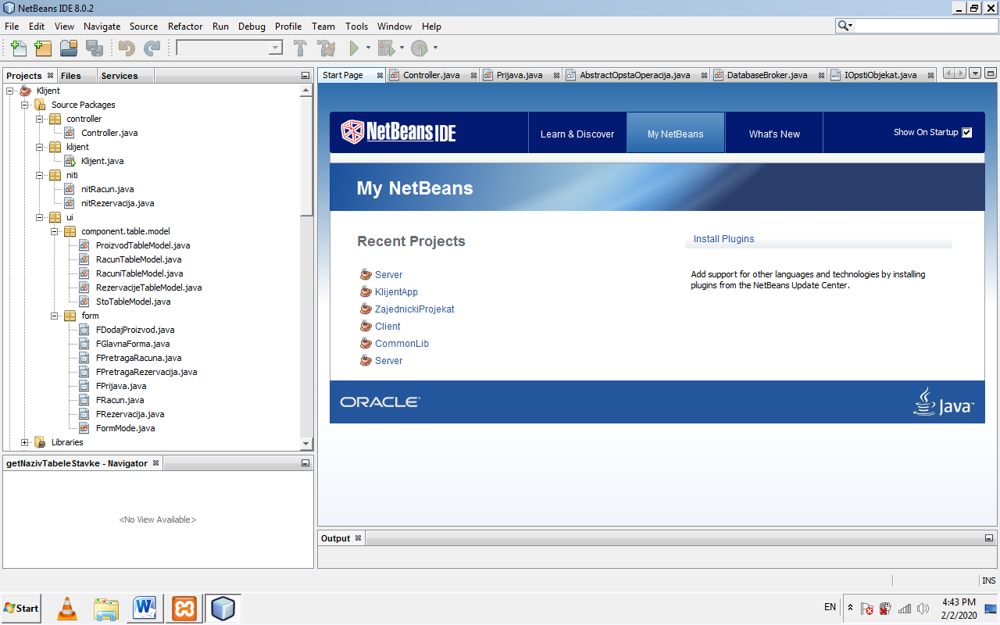 NetBeans IDE 8.0.2
File Edit View Navigate Source Refactor Run Debug Profile Team Tools Window Help
Projects Files Services
Klijent
Source Packages
controller
Controller.java
klijent
Klijent.java
niti
nitRacun.java
nitRezervacija.java
ui
component.table.model
ProizvodTableModel.java
RacunTableModel.java
RacuniTableModel.java
RezervacijeTableModel.java
StoTableModel.java
form
FDodajProizvod.java
FGlavnaForma.java
FPretragaRacuna.java
FPretragaRezervacija.java
FPrijava.java
FRacun.java
FRezervacija.java
FormMode.java
Libraries
getNazivTabeleStavke - Navigator
<No View Available>
Start Page Controller.java Prijava.java AbstractOpstaOperacija.java DatabaseBroker.java IOpstiObjekat.java
NetBeans IDE Learn & Discover My NetBeans What's New Show On Startup
My NetBeans
Recent Projects
Server
KlijentApp
ZajednickiProjekat
Client
CommonLib
Server
Install Plugins
Add support for other languages and technologies by installing
plugins from the NetBeans Update Center.
ORACLE Java™
Output
INS
Start EN 4:43 PM
2/2/2020